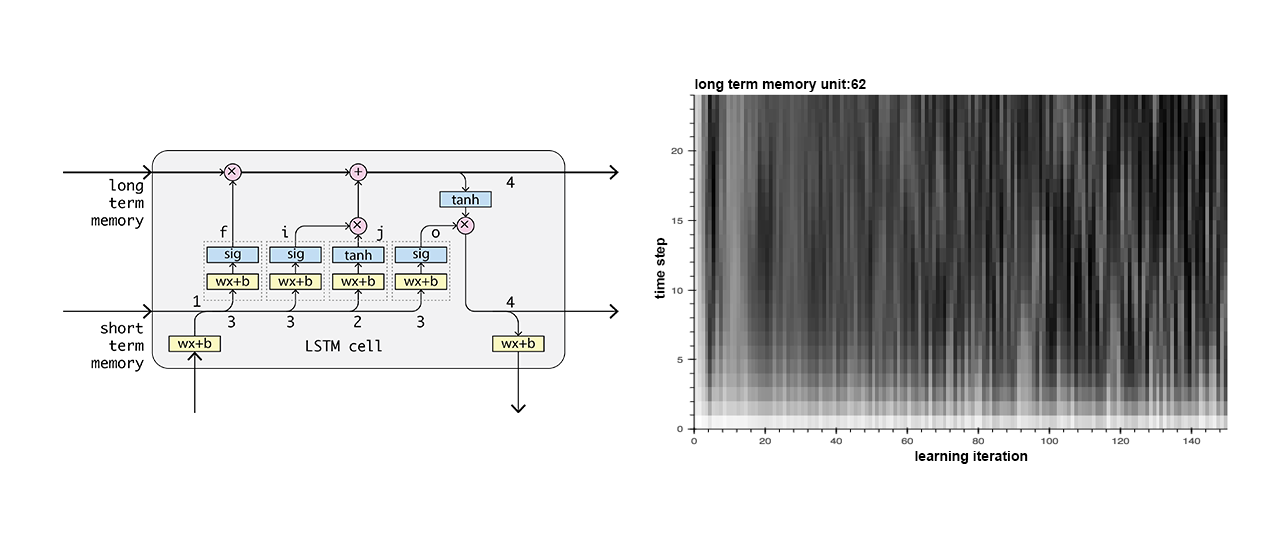 long
term
memory
short
term
memory
×
+
4
tanh
f
i
×
j
o
×
sig
sig
tanh
sig
wx+b
wx+b
wx+b
wx+b
1
4
3
3
2
3
wx+b
LSTM cell
wx+b
long term memory unit:62
time step
20
15
10
5
0
0
20
40
60
80
100
120
140
learning iteration